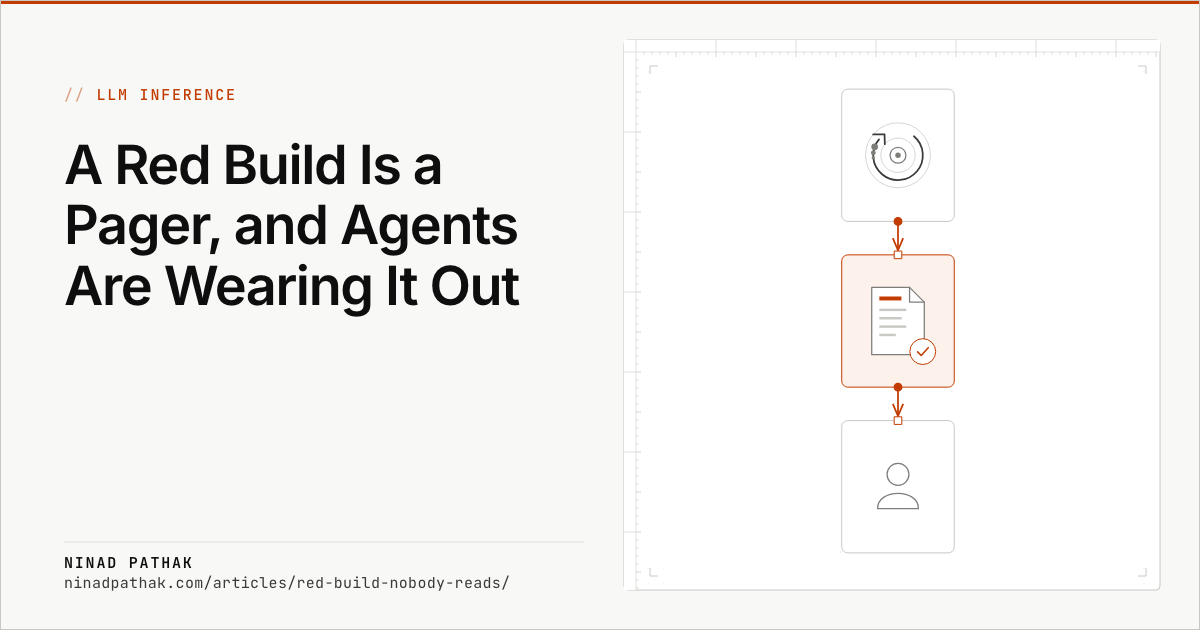 // LLM INFERENCE
A Red Build Is a
Pager, and Agents
Are Wearing It Out
NINAD PATHAK
ninadpathak.com/articles/red-build-nobody-reads/